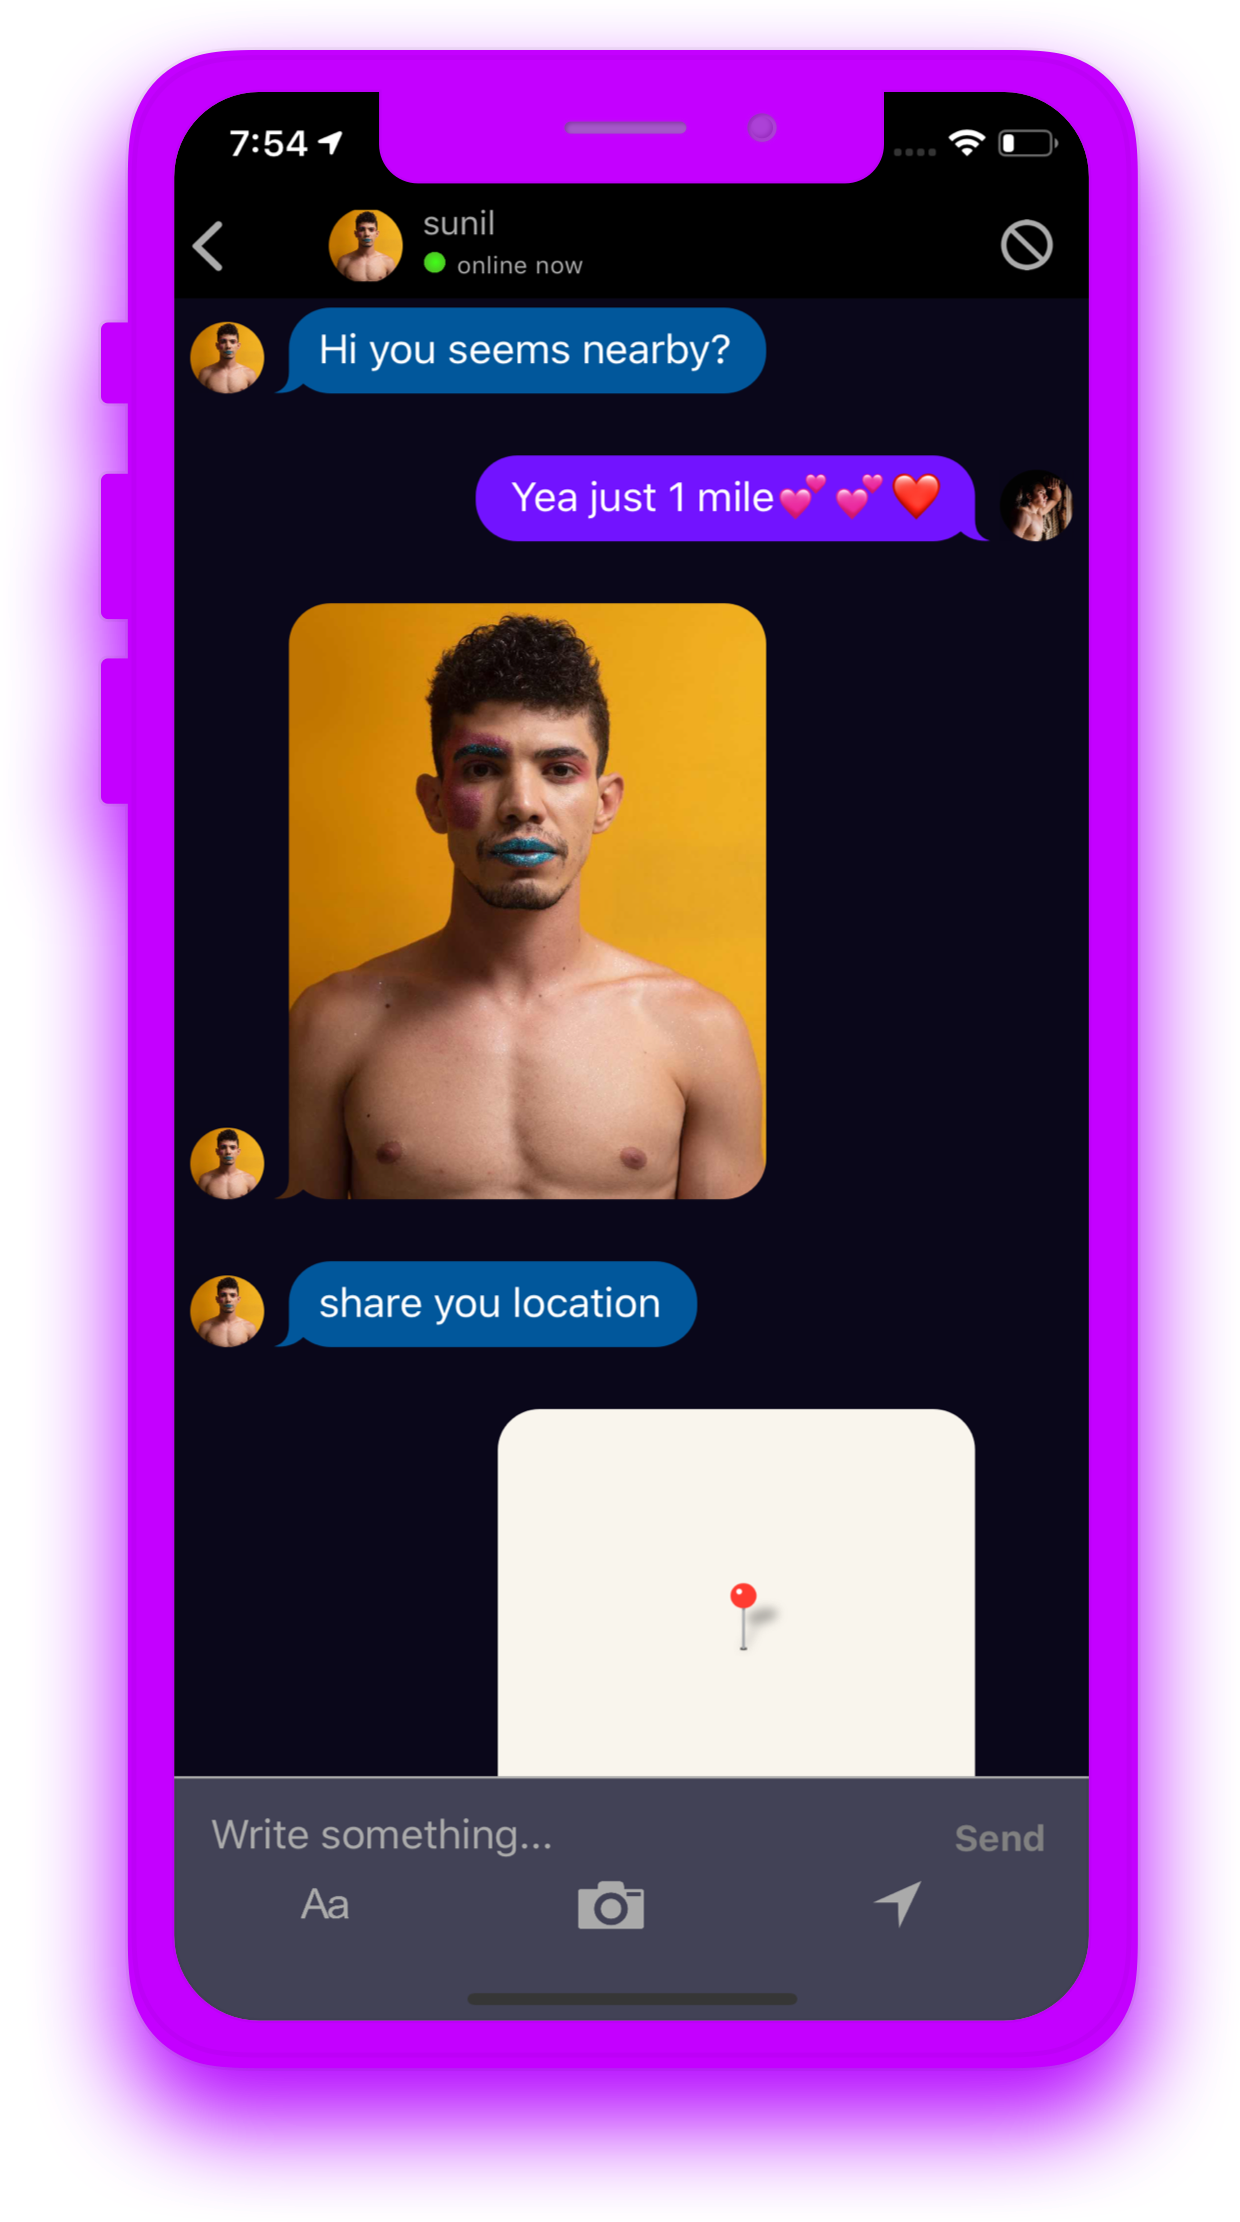 7:54
sunil
online now
Hi you seems nearby?
Yea just 1 mile💕💕❤️
share you location
Write something...
Send
Aa